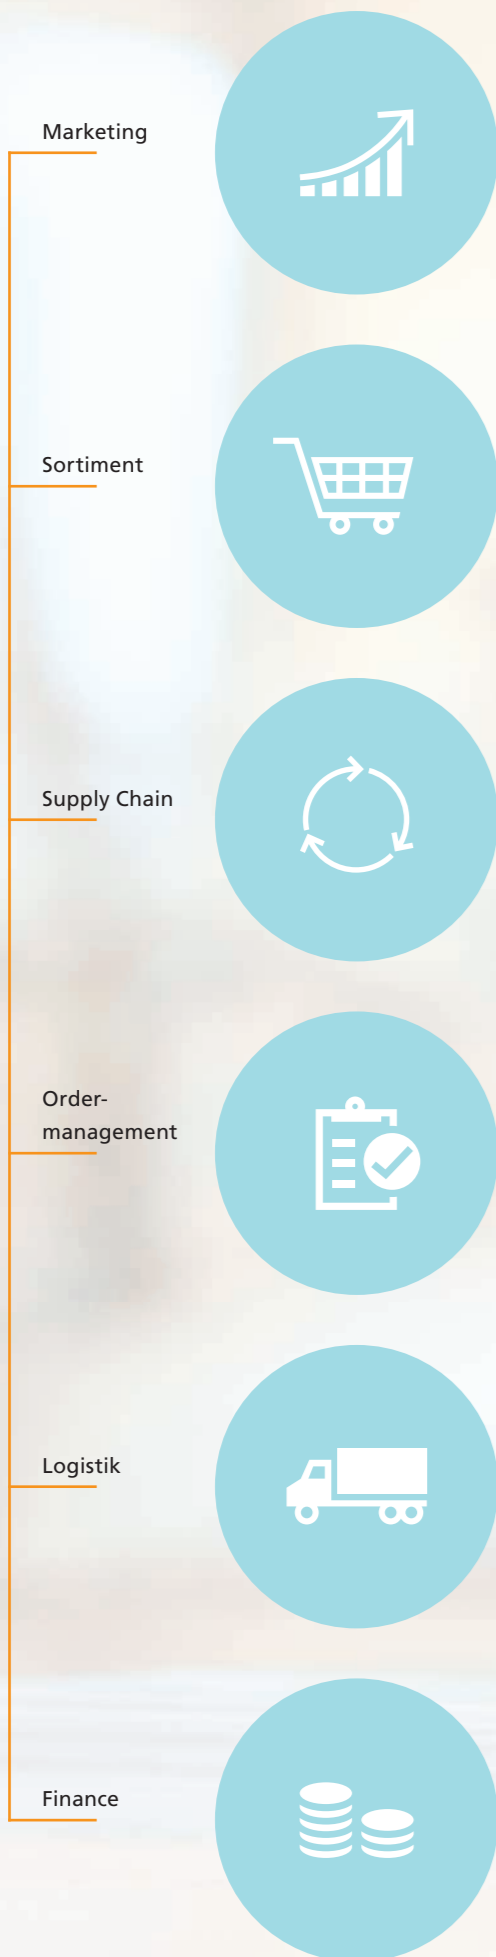 Marketing
Sortiment
Supply Chain
Order-
management
Logistik
Finance